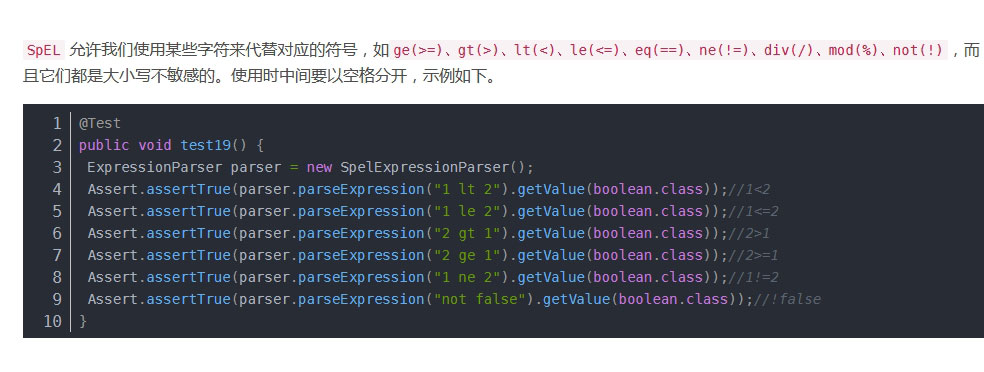 SpEL 允许我们使用某些字符来代替对应的符号，如 ge(>=)、gt(>)、lt(<)、le(<=)、eq(==)、ne(!=)、div(/)、mod(%)、not(!) ，而
且它们都是大小写不敏感的。使用时中间要以空格分开，示例如下。
1 @Test
2 public void test19() {
3  ExpressionParser parser = new SpelExpressionParser();
4  Assert.assertTrue(parser.parseExpression("1 lt 2").getValue(boolean.class));//1<2
5  Assert.assertTrue(parser.parseExpression("1 le 2").getValue(boolean.class));//1<=2
6  Assert.assertTrue(parser.parseExpression("2 gt 1").getValue(boolean.class));//2>1
7  Assert.assertTrue(parser.parseExpression("2 ge 1").getValue(boolean.class));//2>=1
8  Assert.assertTrue(parser.parseExpression("1 ne 2").getValue(boolean.class));//1!=2
9  Assert.assertTrue(parser.parseExpression("not false").getValue(boolean.class));//!false
10 }